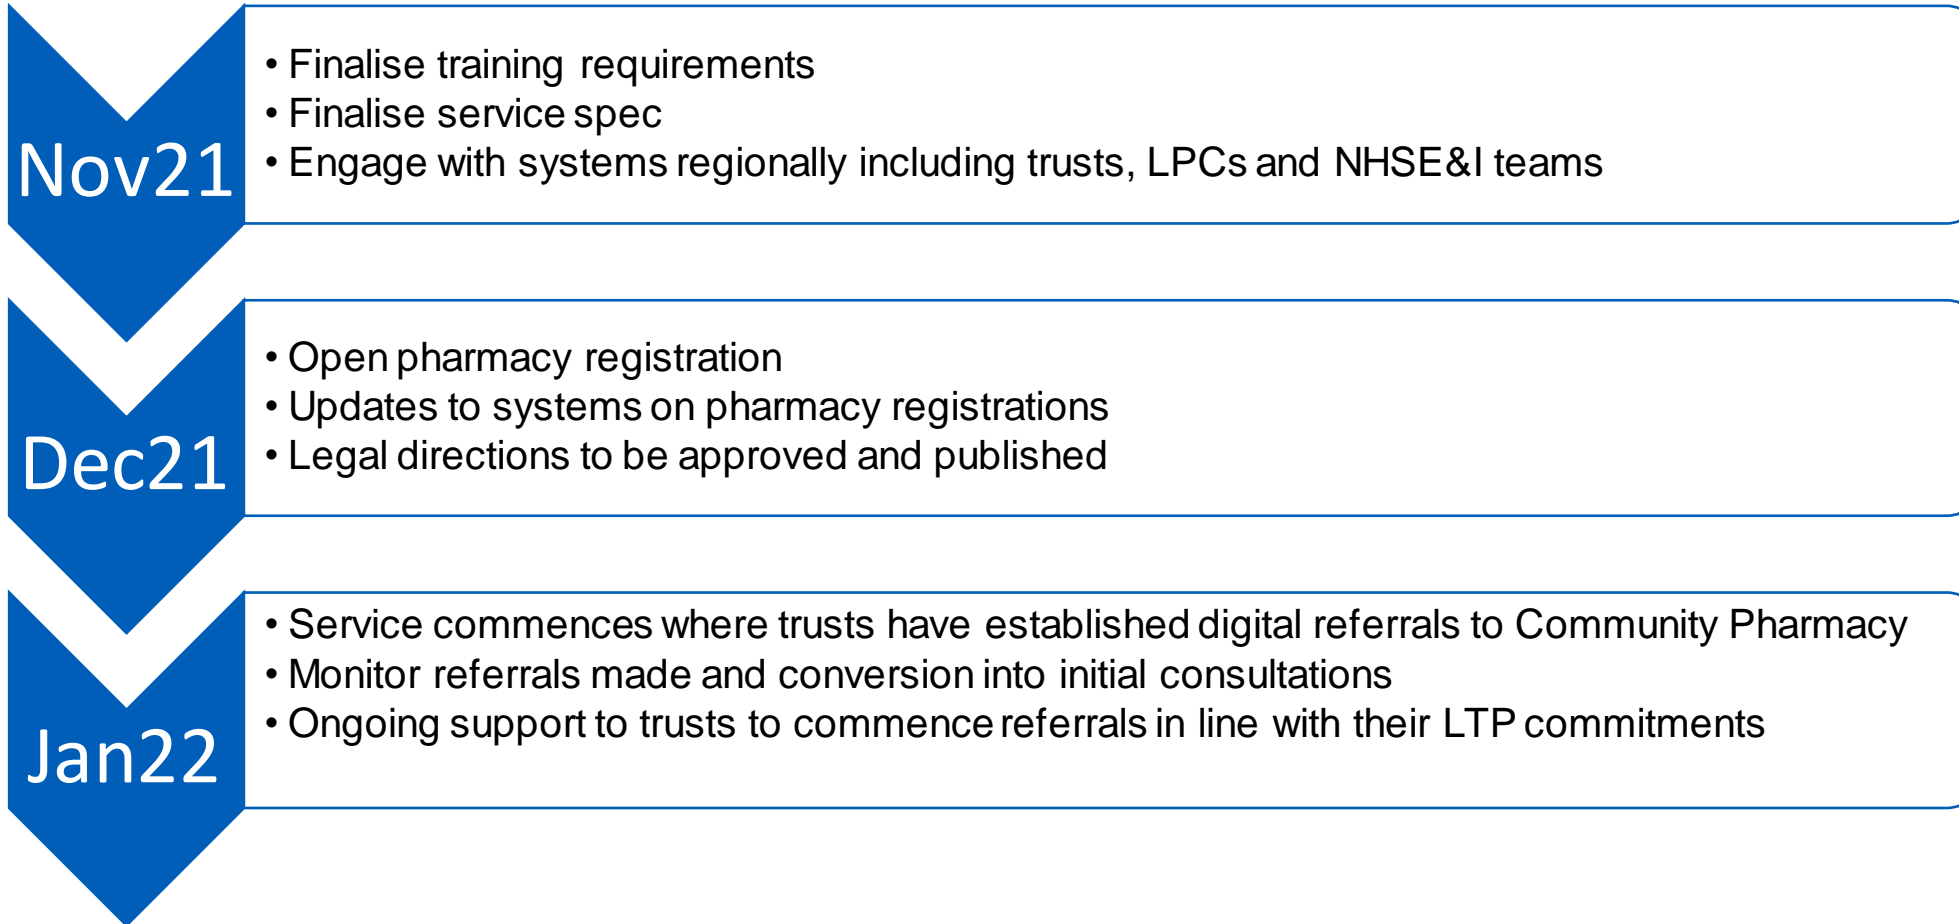 Nov21
• Finalise training requirements
• Finalise service spec
• Engage with systems regionally including trusts, LPCs and NHSE&I teams
Dec21
• Open pharmacy registration
• Updates to systems on pharmacy registrations
• Legal directions to be approved and published
Jan22
• Service commences where trusts have established digital referrals to Community Pharmacy
• Monitor referrals made and conversion into initial consultations
• Ongoing support to trusts to commence referrals in line with their LTP commitments